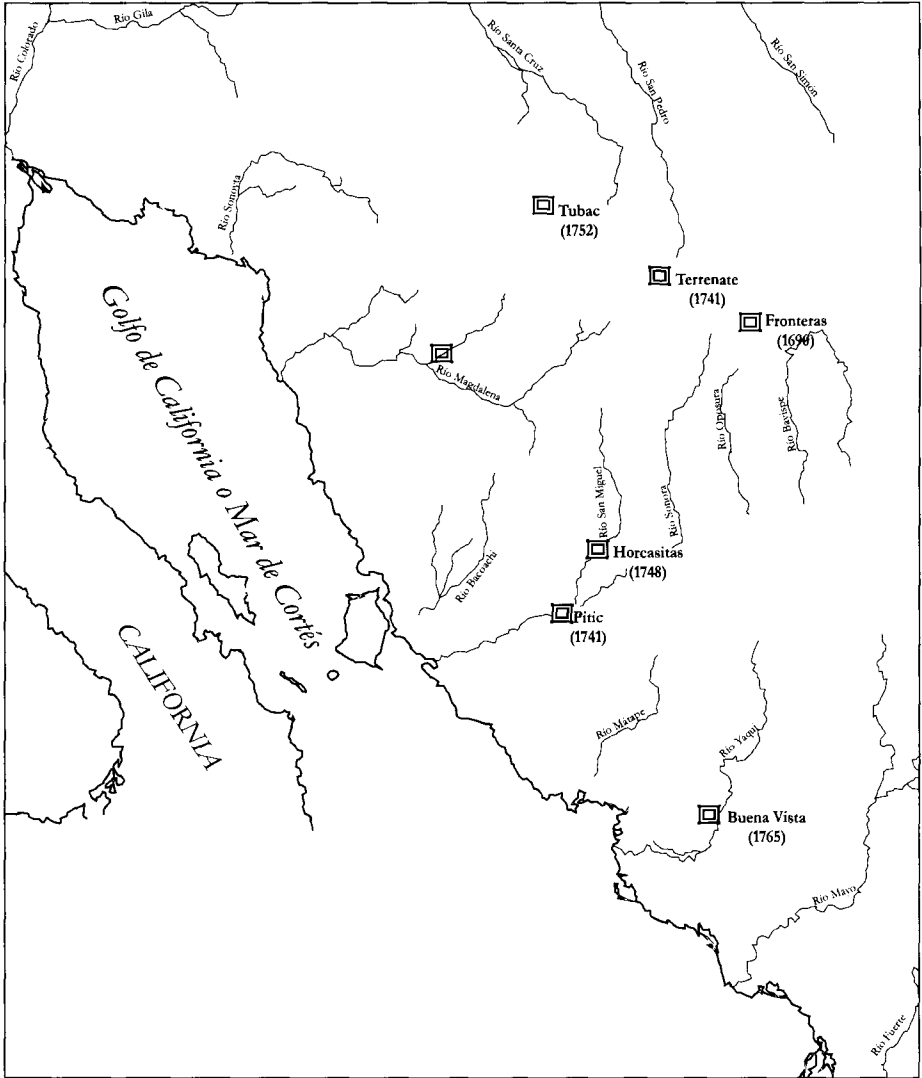 Río Colorado
Río Gila
Río Santa Cruz
Río San Pedro
Río San Simón
Río Sonoyta
Tubac
(1752)
Terrenate
(1741)
Fronteras
(1690)
Río Magdalena
Golfo de California o Mar de Cortés
Río Oposura
Río Bavispe
Río San Miguel
Río Sonora
Río Bacoachi
Horcasitas
(1748)
Pitic
(1741)
CALIFORNIA
Río Mátape
Río Yaqui
Buena Vista
(1765)
Río Mayo
Río Fuerte